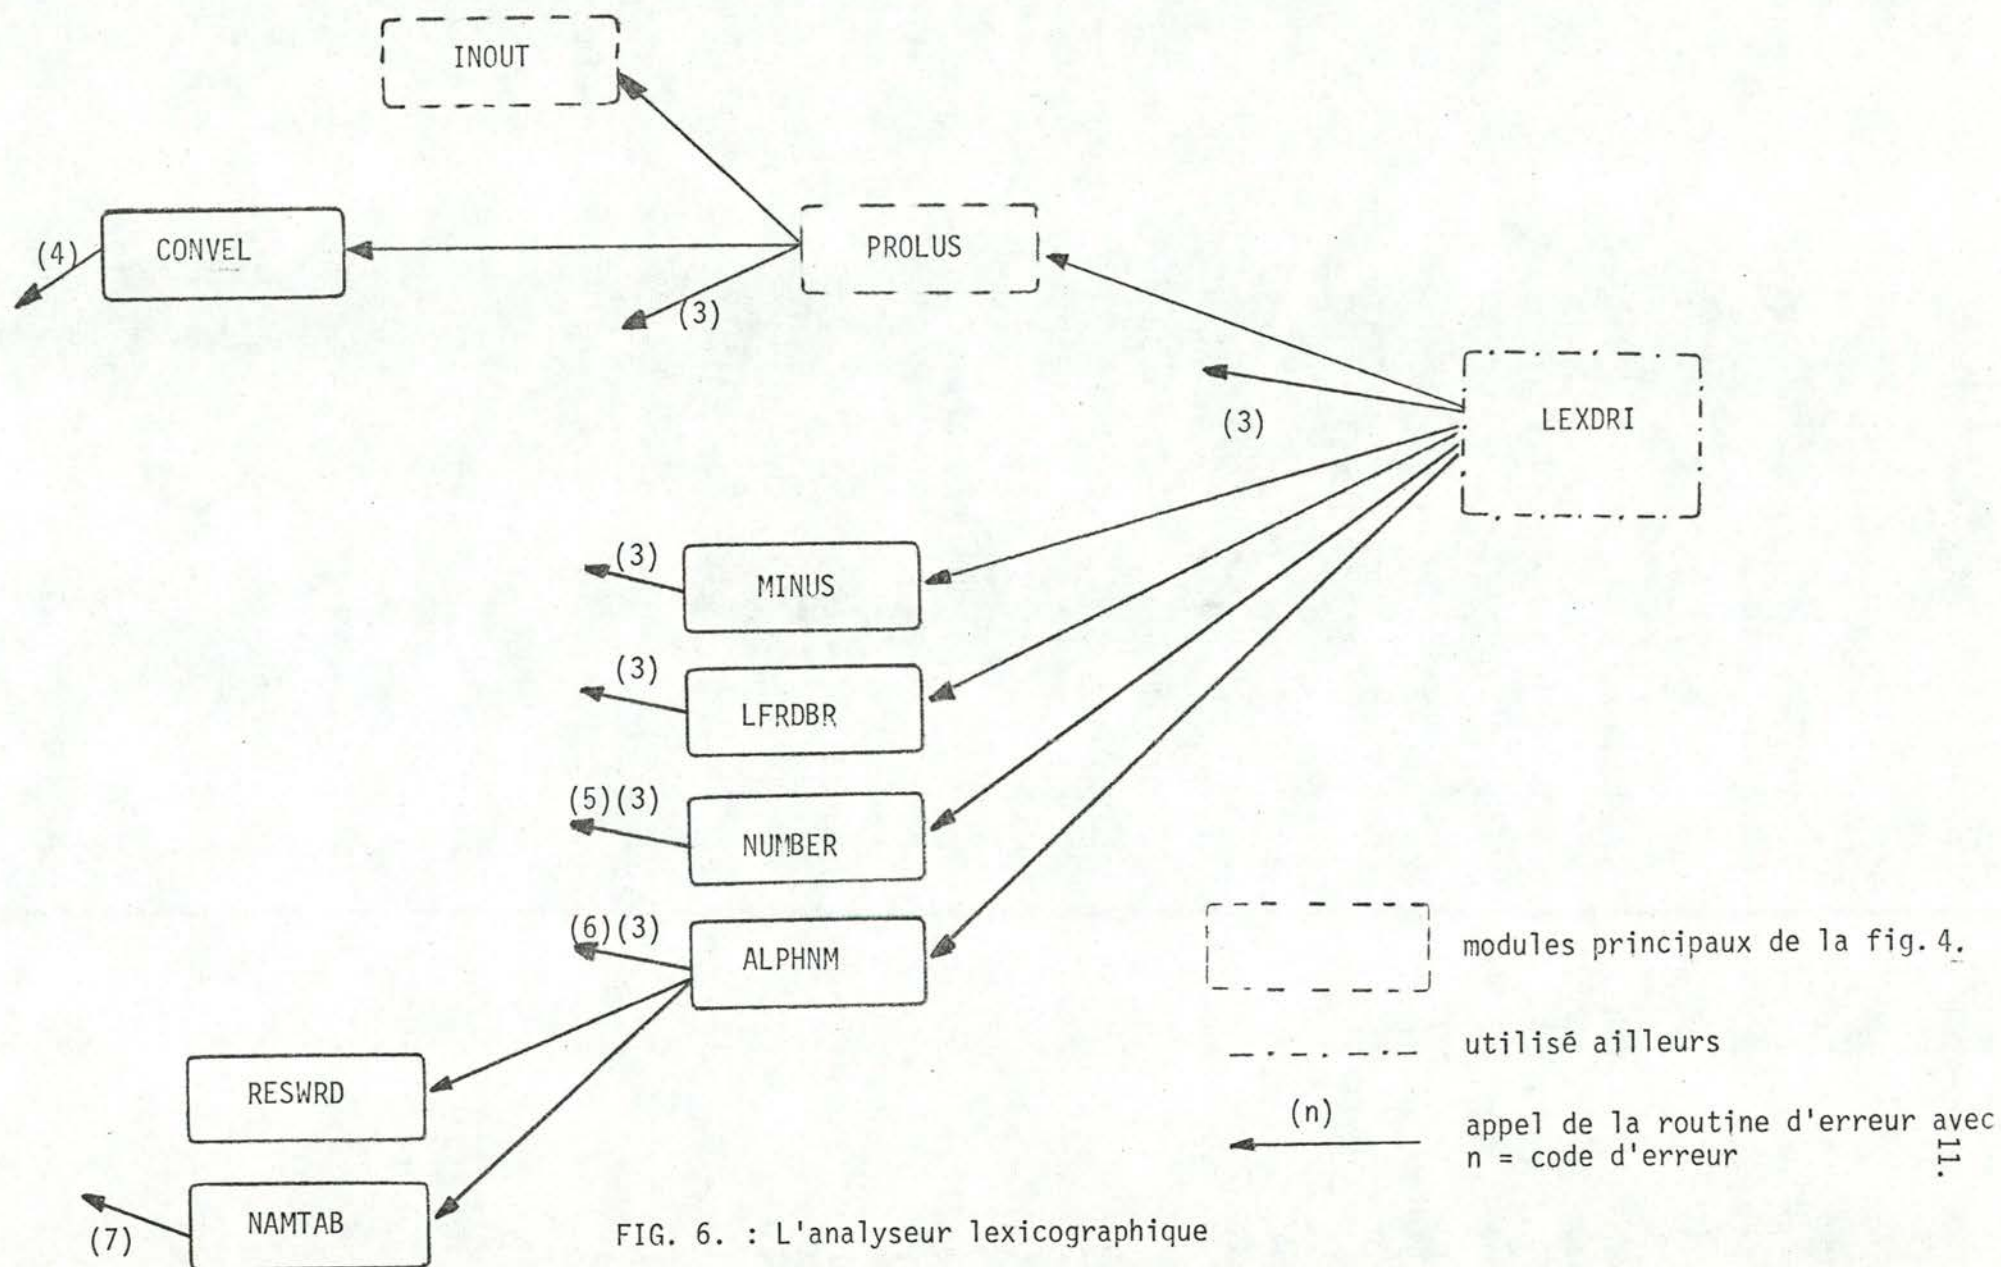 INOUT
CONVEL
(4)
PROLUS
(3)
LEXDRI
(3)
MINUS
(3)
LFRDBR
(3)
NUMBER
(5)(3)
ALPHNM
(6)(3)
RESWRD
NAMTAB
(7)
modules principaux de la fig. 4.
utilisé ailleurs
(n)
appel de la routine d'erreur avec
n = code d'erreur
11.
FIG. 6. : L'analyseur lexicographique